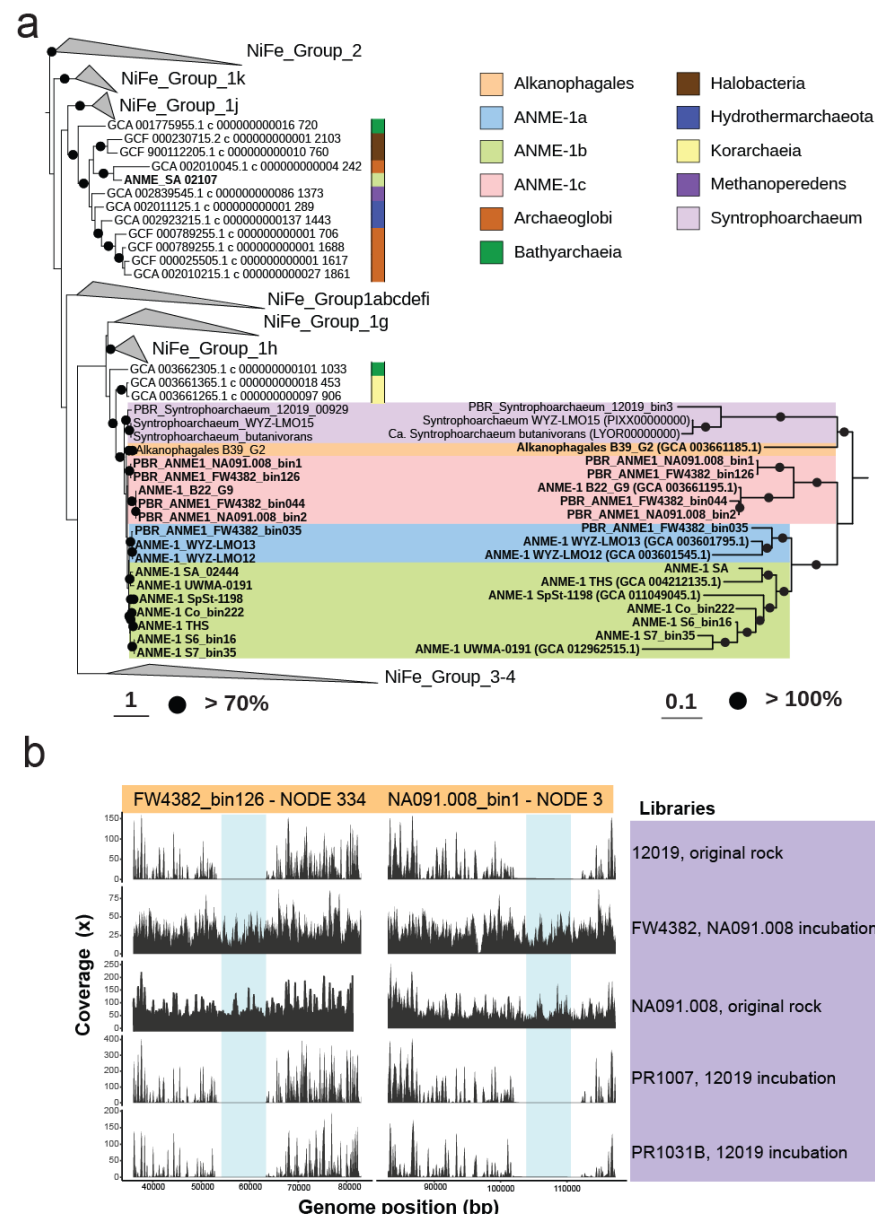 a
NiFe_Group_2
NiFe_Group_1k
NiFe_Group_1j
GCA 001775955.1 c 000000000016 720
GCF 000230715.2 c 000000000001 2103
GCF 900112205.1 c 000000000010 760
GCA 002010045.1 c 000000000004 242
ANME_SA 02107
GCA 002839545.1 c 000000000086 1373
GCA 002011125.1 c 000000000001 289
GCA 002923215.1 c 000000000137 1443
GCF 000789255.1 c 000000000001 706
GCF 000789255.1 c 000000000001 1688
GCF 000025505.1 c 000000000001 1617
GCA 002010215.1 c 000000000027 1861
Alkanophagales
ANME-1a
ANME-1b
ANME-1c
Archaeoglobi
Bathyarchaeia
Halobacteria
Hydrothermarchaeota
Korarchaeia
Methanoperedens
Syntrophoarchaeum
NiFe_Group1abcdefi
NiFe_Group_1g
NiFe_Group_1h
GCA 003662305.1 c 000000000101 1033
GCA 003661365.1 c 000000000018 453
GCA 003661265.1 c 000000000097 906
PBR_Syntrophoarchaeum_12019_00929
Syntrophoarchaeum_WYZ-LMO15
Syntrophoarchaeum_butanivorans
Alkanophagales B39_G2
PBR_ANME1_NA091.008_bin1
PBR_ANME1_FW4382_bin126
ANME-1_B22_G9
PBR_ANME1_FW4382_bin044
PBR_ANME1_NA091.008_bin2
PBR_ANME1_FW4382_bin035
ANME-1_WYZ-LMO13
ANME-1_WYZ-LMO12
ANME-1 SA_02444
ANME-1 UWMA-0191
ANME-1 SpSt-1198
ANME-1 Co_bin222
ANME-1 THS
ANME-1 S6_bin16
ANME-1 S7_bin35
PBR_Syntrophoarchaeum_12019_bin3
Syntrophoarchaeum WYZ-LMO15 (PIXX00000000)
Ca. Syntrophoarchaeum butanivorans (LYOR00000000)
Alkanophagales B39_G2 (GCA 003661185.1)
PBR_ANME1_NA091.008_bin1
PBR_ANME1_FW4382_bin126
ANME-1 B22_G9 (GCA 003661195.1)
PBR_ANME1_FW4382_bin044
PBR_ANME1_NA091.008_bin2
PBR_ANME1_FW4382_bin035
ANME-1 WYZ-LMO13 (GCA 003601795.1)
ANME-1 WYZ-LMO12 (GCA 003601545.1)
ANME-1 SA
ANME-1 THS (GCA 004212135.1)
ANME-1 SpSt-1198 (GCA 011049045.1)
ANME-1 Co_bin222
ANME-1 S6_bin16
ANME-1 S7_bin35
ANME-1 UWMA-0191 (GCA 012962515.1)
NiFe_Group_3-4
1
> 70%
0.1
> 100%
b
FW4382_bin126 - NODE 334
NA091.008_bin1 - NODE 3
Libraries
150
100
50
0
12019, original rock
75
50
25
0
FW4382, NA091.008 incubation
250
200
150
100
50
0
NA091.008, original rock
400
300
200
100
0
PR1007, 12019 incubation
200
150
100
50
0
PR1031B, 12019 incubation
Coverage (x)
40000 50000 60000 70000 80000
90000 100000 110000
Genome position (bp)